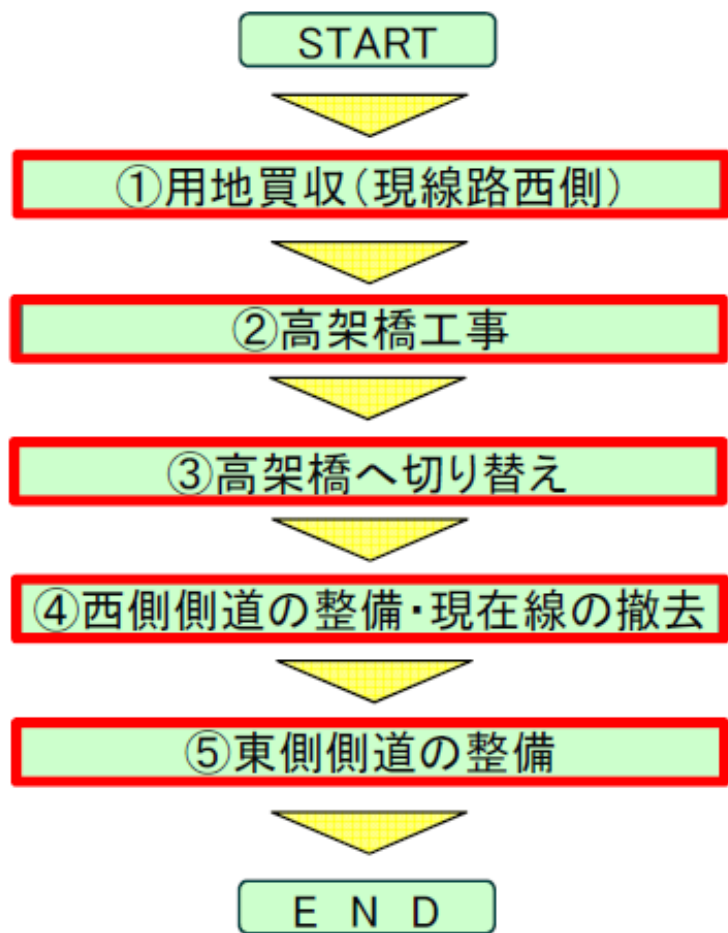 START
①用地買収(現線路西側)
②高架橋工事
③高架橋へ切り替え
④西側側道の整備・現在線の撤去
⑤東側側道の整備
E N D